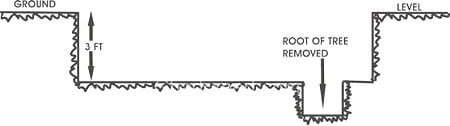 GROUND
LEVEL
3 FT
ROOT OF TREE
REMOVED